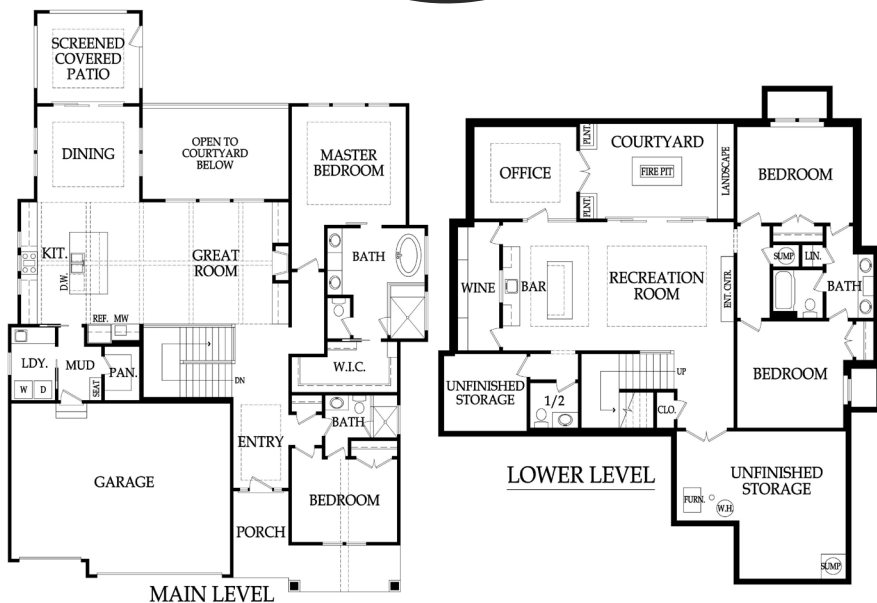 SCREENED
COVERED
PATIO
DINING
OPEN TO
COURTYARD
BELOW
MASTER
BEDROOM
KIT.
D.W.
GREAT
ROOM
BATH
REF.
MW
LDY.
W
D
MUD
SEAT
PAN.
DN
W.I.C.
ENTRY
BATH
GARAGE
BEDROOM
PORCH
MAIN LEVEL
PLNT.
COURTYARD
FIRE PIT
LANDSCAPE
OFFICE
PLNT.
BEDROOM
WINE
BAR
RECREATION
ROOM
ENT. CNTR.
SUMP
LIN.
BATH
UNFINISHED
STORAGE
1/2
UP
CLO.
BEDROOM
LOWER LEVEL
UNFINISHED
STORAGE
FURN.
W.H.
SUMP